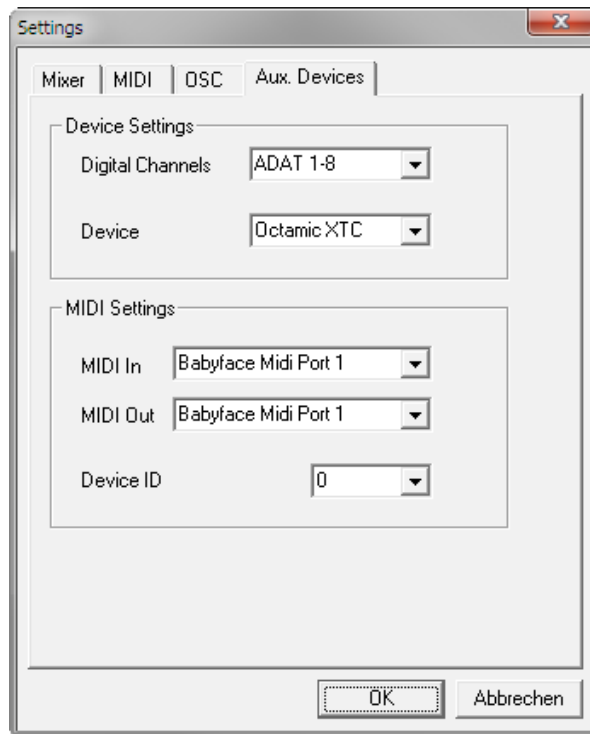 Settings
Mixer MIDI OSC Aux. Devices
Device Settings
Digital Channels ADAT 1-8
Device Octamic XTC
MIDI Settings
MIDI In Babyface Midi Port 1
MIDI Out Babyface Midi Port 1
Device ID 0
OK Abbrechen